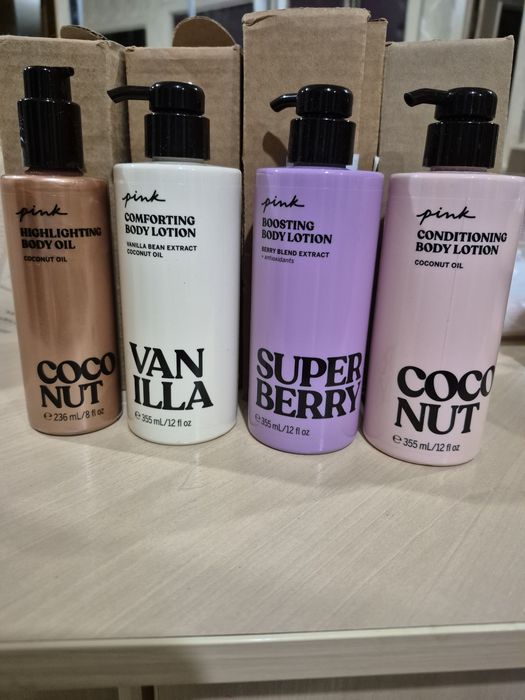 pink
HIGHLIGHTING
BODY OIL
COCONUT OIL
COCO
NUT
e 236 mL/8 fl oz
pink
COMFORTING
BODY LOTION
VANILLA BEAN EXTRACT
COCONUT OIL
VAN
ILLA
e 355 mL/12 fl oz
pink
BOOSTING
BODY LOTION
BERRY BLEND EXTRACT
+ antioxidants
SUPER
BERRY
e 355 mL/12 fl oz
pink
CONDITIONING
BODY LOTION
COCONUT OIL
COCO
NUT
e 355 mL/12 fl oz